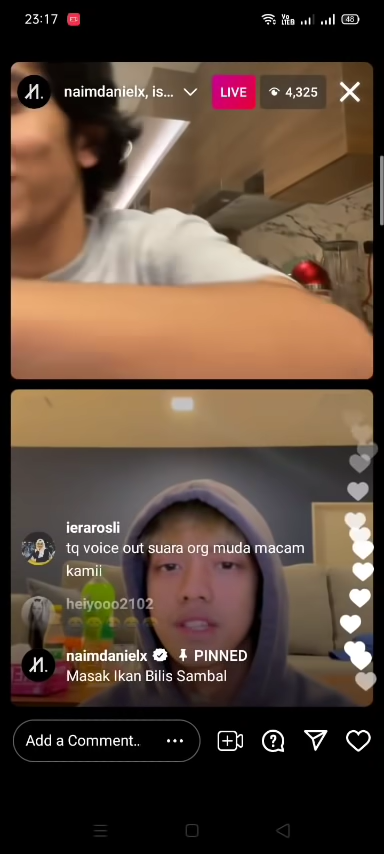 23:17
48
naimdanielx, is...
LIVE
4,325
ierarosli
tq voice out suara org muda macam
kamii
heiyooo2102
naimdanielx PINNED
Masak Ikan Bilis Sambal
Add a Comment..